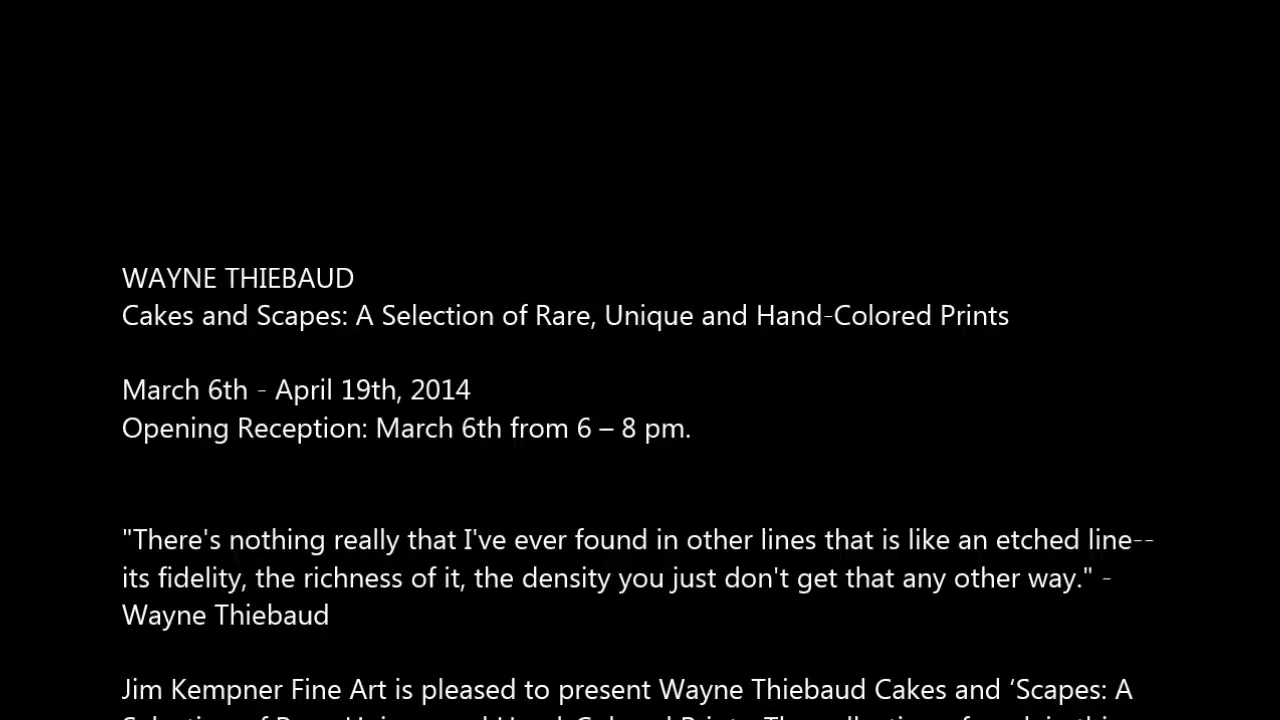 WAYNE THIEBAUD
Cakes and Scapes: A Selection of Rare, Unique and Hand-Colored Prints
March 6th - April 19th, 2014
Opening Reception: March 6th from 6 – 8 pm.
"There's nothing really that I've ever found in other lines that is like an etched line--
its fidelity, the richness of it, the density you just don't get that any other way." -
Wayne Thiebaud
Jim Kempner Fine Art is pleased to present Wayne Thiebaud Cakes and ‘Scapes: A